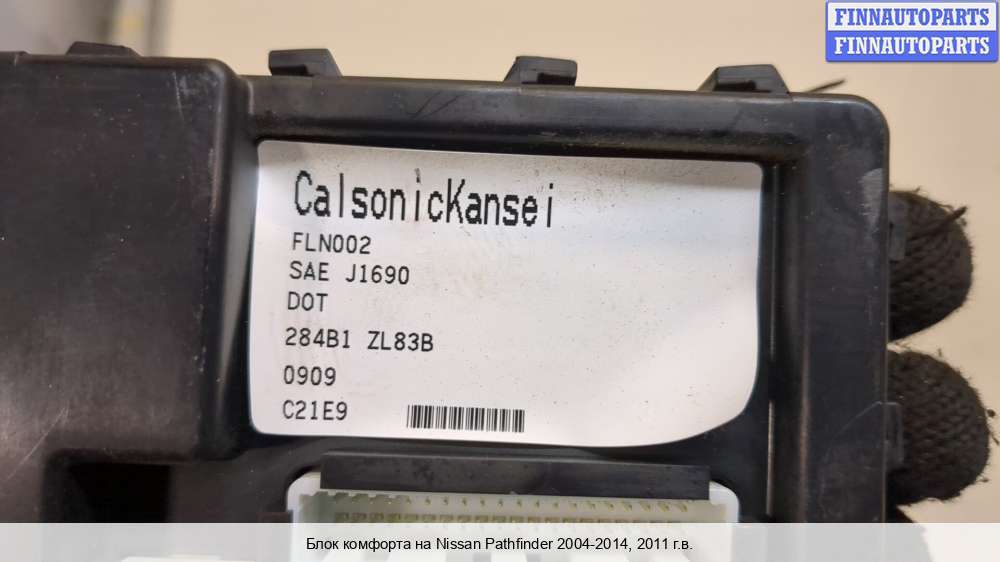 FINNAUTOPARTS
FINNAUTOPARTS
CalsonicKansei
FLN002
SAE J1690
DOT
284B1 ZL83B
0909
C21E9
Блок комфорта на Nissan Pathfinder 2004-2014, 2011 г.в.